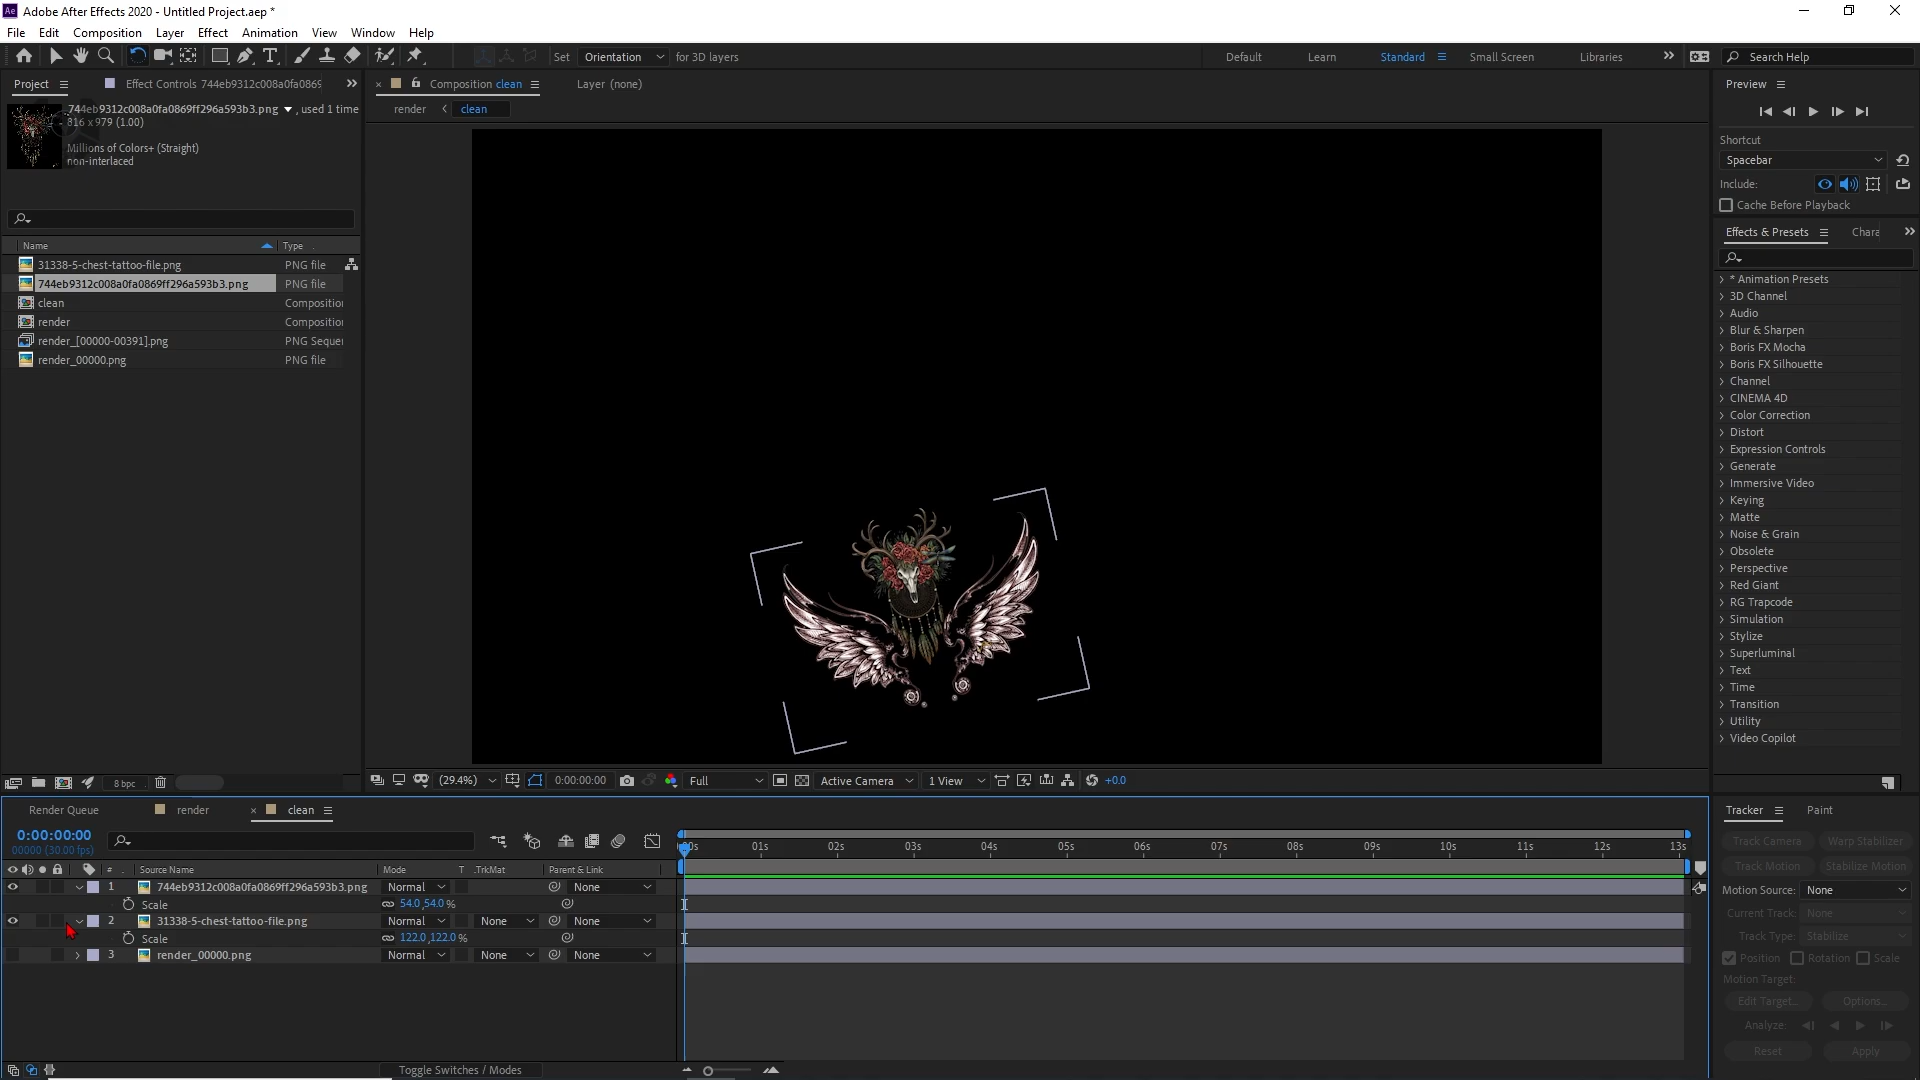 Adobe After Effects 2020 - Untitled Project.aep *
File Edit Composition Layer Effect Animation View Window Help
Set Orientation for 3D layers Default Learn Standard Small Screen Libraries Search Help
Project Effect Controls 744eb9312c008a0fa0869
Composition clean Layer (none)
render clean
744eb9312c008a0fa0869ff296a593b3.png , used 1 time
816 x 979 (1.00)
Millions of Colors+ (Straight)
non-interlaced
Name Type
31338-5-chest-tattoo-file.png PNG file
744eb9312c008a0fa0869ff296a593b3.png PNG file
clean Composition
render Composition
render_[00000-00391].png PNG Seque
render_00000.png PNG file
8 bpc
(29.4%) 0:00:00:00 Full Active Camera 1 View +0.0
Preview
Shortcut
Spacebar
Include:
Cache Before Playback
Effects & Presets Chara
* Animation Presets
3D Channel
Audio
Blur & Sharpen
Boris FX Mocha
Boris FX Silhouette
Channel
CINEMA 4D
Color Correction
Distort
Expression Controls
Generate
Immersive Video
Keying
Matte
Noise & Grain
Obsolete
Perspective
Red Giant
RG Trapcode
Simulation
Stylize
Superluminal
Text
Time
Transition
Utility
Video Copilot
Render Queue render clean
0:00:00:00
00000 (30.00 fps)
:00s 01s 02s 03s 04s 05s 06s 07s 08s 09s 10s 11s 12s 13s
# Source Name Mode T .TrkMat Parent & Link
1 744eb9312c008a0fa0869ff296a593b3.png Normal None
Scale 54.0,54.0 %
2 31338-5-chest-tattoo-file.png Normal None None
Scale 122.0,122.0 %
3 render_00000.png Normal None None
Toggle Switches / Modes
Tracker Paint
Track Camera Warp Stabilizer
Track Motion Stabilize Motion
Motion Source: None
Current Track: None
Track Type: Stabilize
Position Rotation Scale
Motion Target:
Edit Target... Options...
Analyze:
Reset Apply